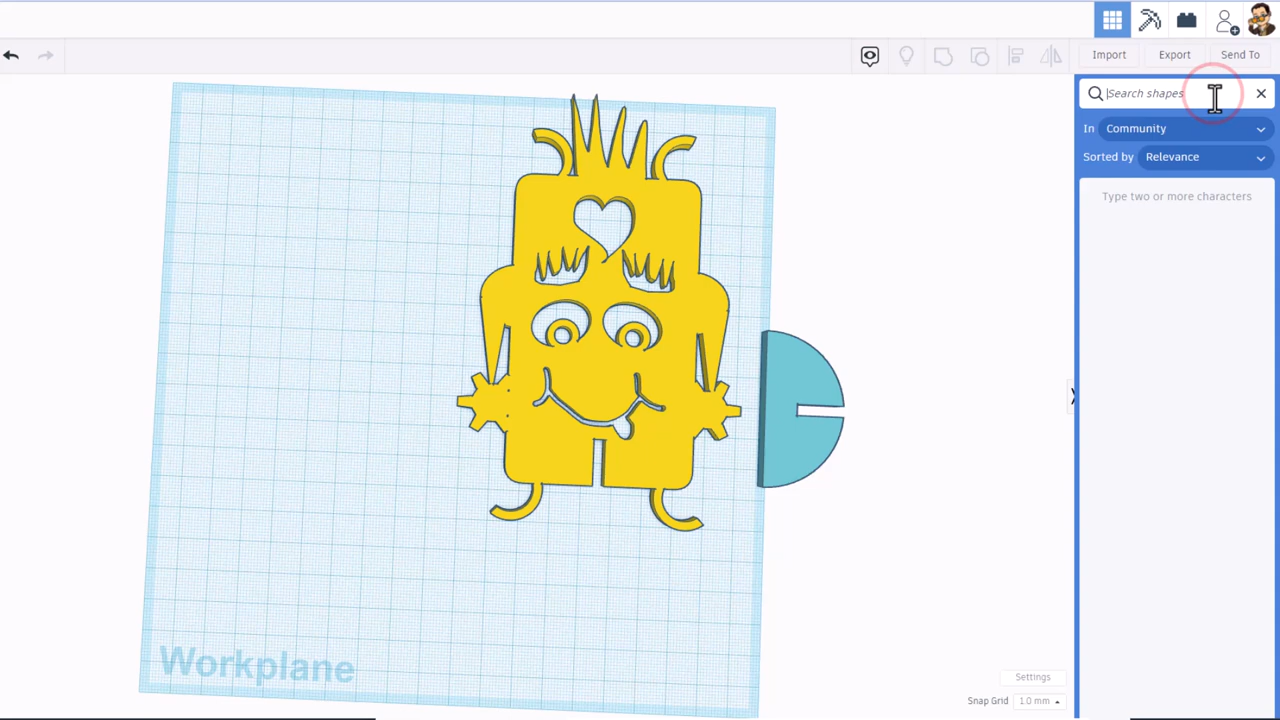 Import Export Send To
Search shapes
In Community
Sorted by Relevance
Type two or more characters
Workplane
Settings
Snap Grid 1.0 mm